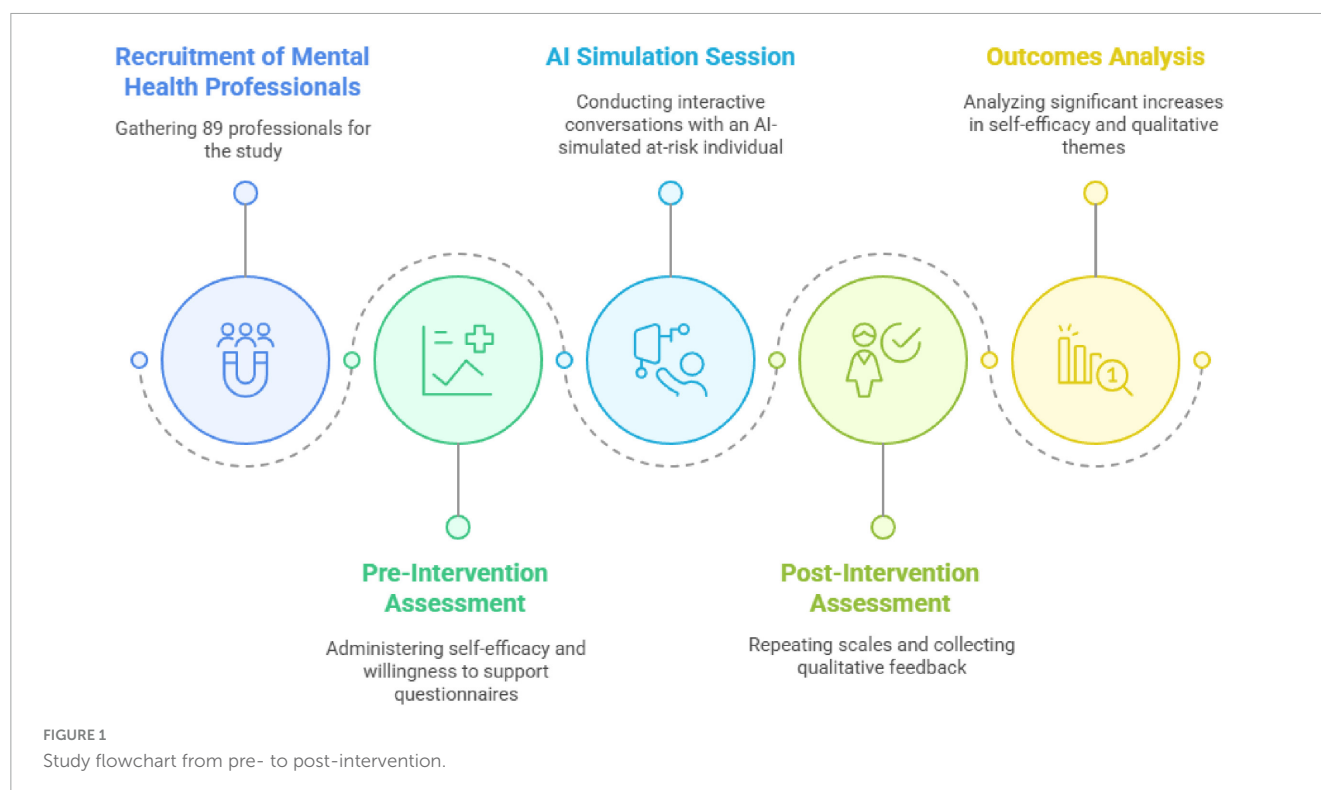 Recruitment of Mental
Health Professionals
Gathering 89 professionals for
the study
AI Simulation Session
Conducting interactive
conversations with an AI-
simulated at-risk individual
Outcomes Analysis
Analyzing significant increases
in self-efficacy and qualitative
themes
1
Pre-Intervention
Assessment
Administering self-efficacy and
willingness to support
questionnaires
Post-Intervention
Assessment
Repeating scales and collecting
qualitative feedback
FIGURE 1
Study flowchart from pre- to post-intervention.